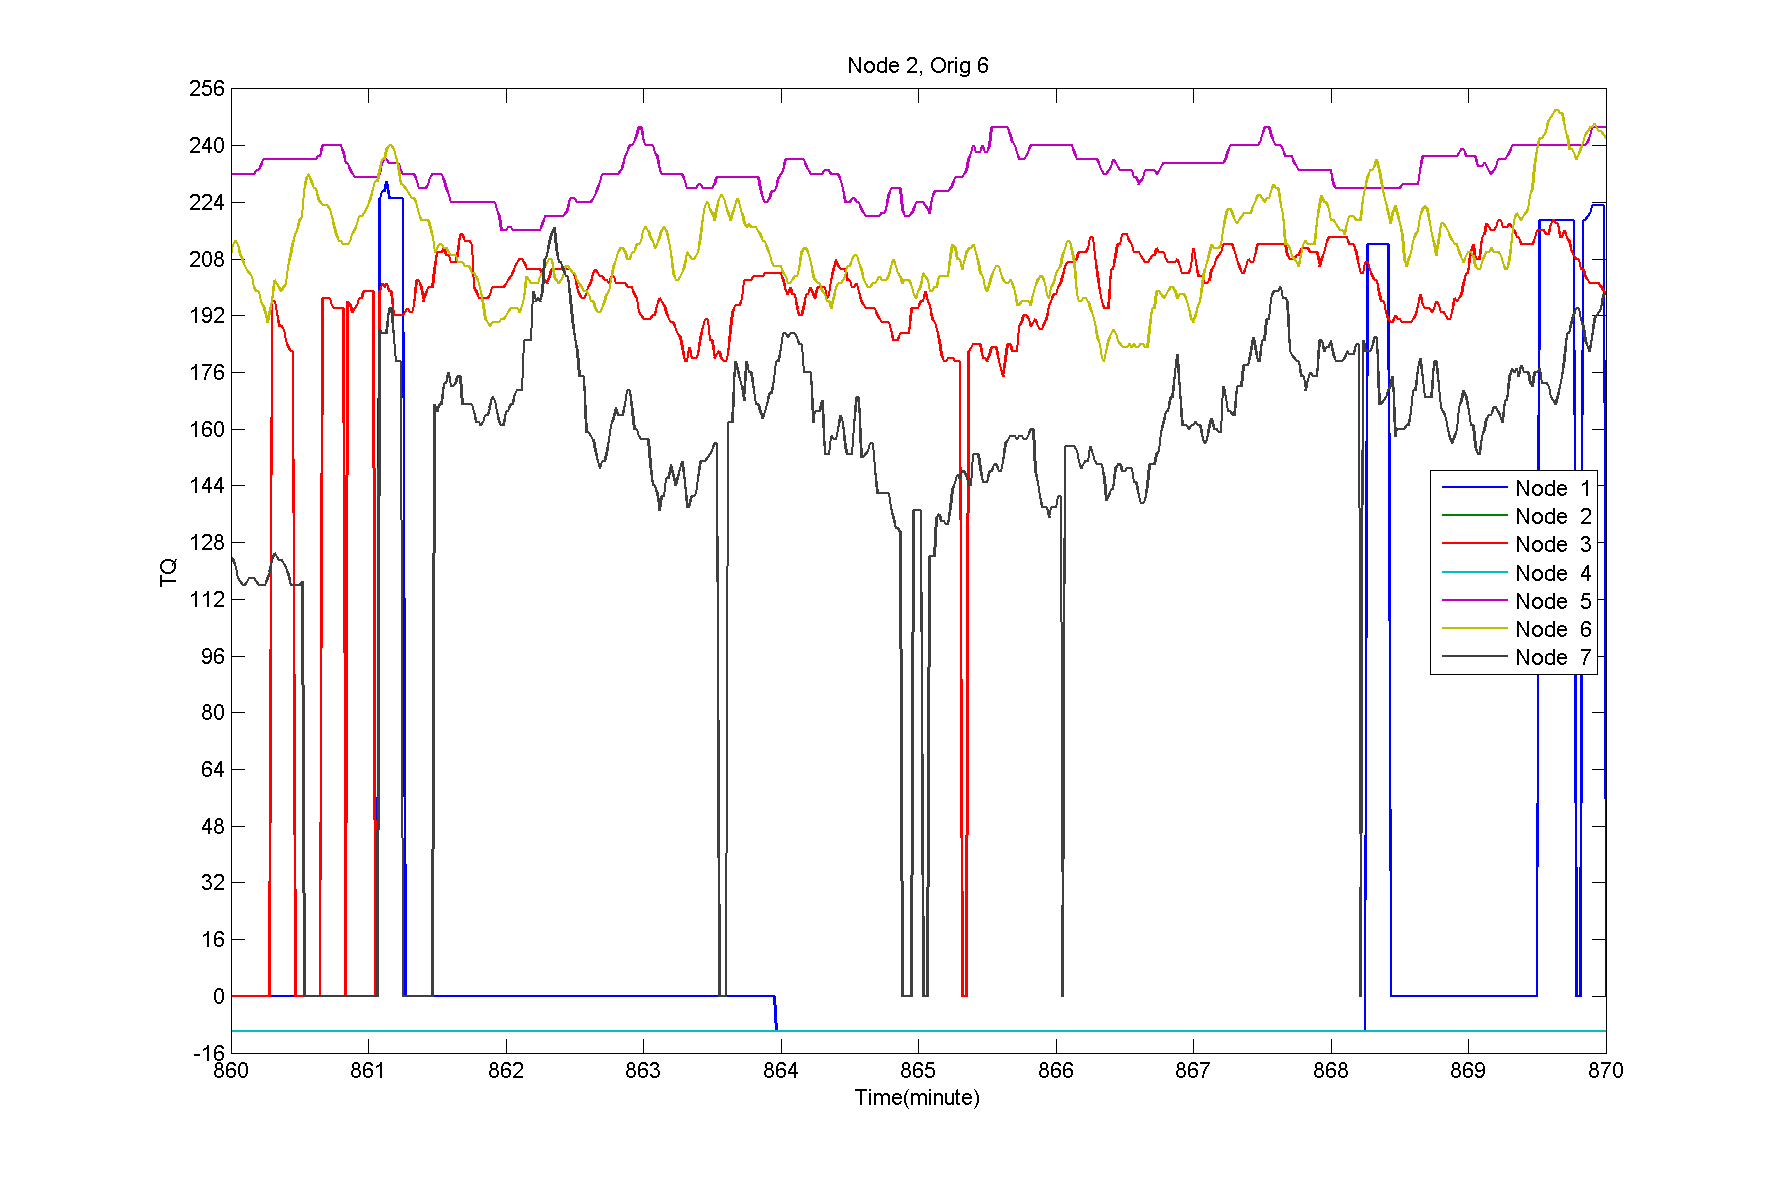 Node 2, Orig 6
256
240
224
208
192
176
160
144
128
112
96
80
64
48
32
16
0
-16
TQ
Node 1
Node 2
Node 3
Node 4
Node 5
Node 6
Node 7
860 861 862 863 864 865 866 867 868 869 870
Time(minute)